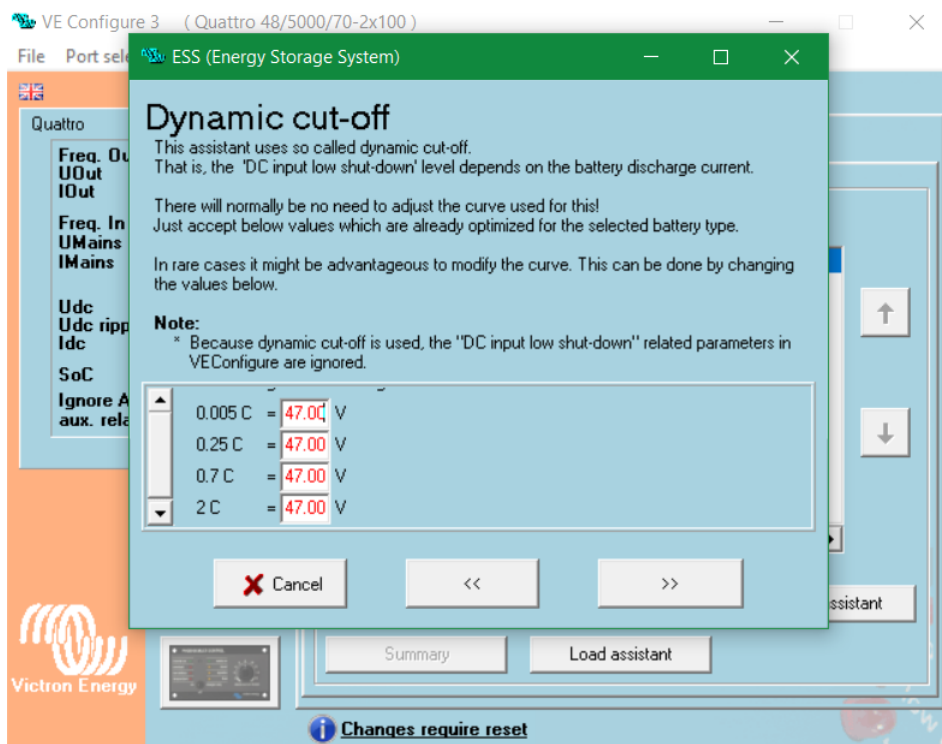 VE Configure 3 ( Quattro 48/5000/70-2x100 )
File Port sele
ESS (Energy Storage System)
Quattro
Freq. Ou
UOut
IOut
Freq. In
UMains
IMains
Udc
Udc ripp
Idc
SoC
Ignore A
aux. rela
Dynamic cut-off
This assistant uses so called dynamic cut-off.
That is, the 'DC input low shut-down' level depends on the battery discharge current.
There will normally be no need to adjust the curve used for this!
Just accept below values which are already optimized for the selected battery type.
In rare cases it might be advantageous to modify the curve. This can be done by changing
the values below.
Note:
* Because dynamic cut-off is used, the "DC input low shut-down" related parameters in
VEConfigure are ignored.
0.005 C = 47.00 V
0.25 C = 47.00 V
0.7 C = 47.00 V
2 C = 47.00 V
Cancel << >>
ssistant
Summary Load assistant
victron energy
Changes require reset